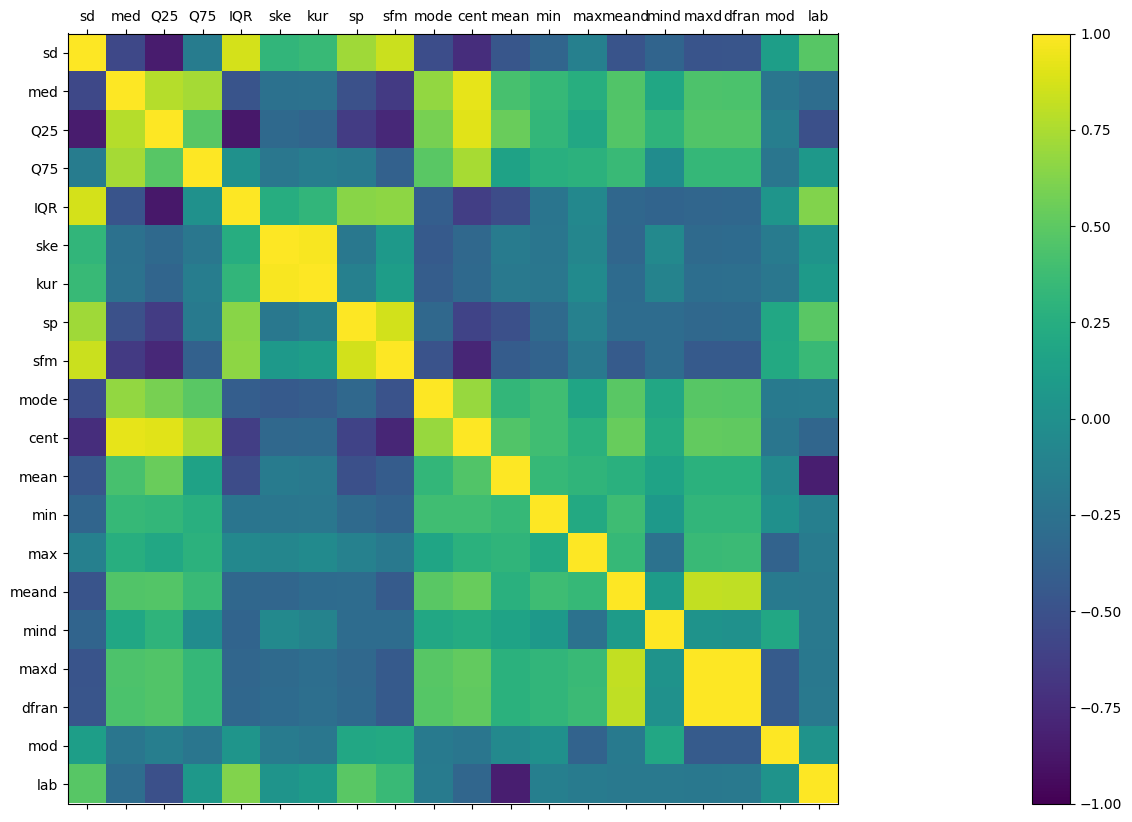 sd med Q25 Q75 IQR ske kur sp sfm mode cent mean min max meand mind maxd dfran mod lab
sd
med
Q25
Q75
IQR
ske
kur
sp
sfm
mode
cent
mean
min
max
meand
mind
maxd
dfran
mod
lab
1.00
0.75
0.50
0.25
0.00
−0.25
−0.50
−0.75
−1.00